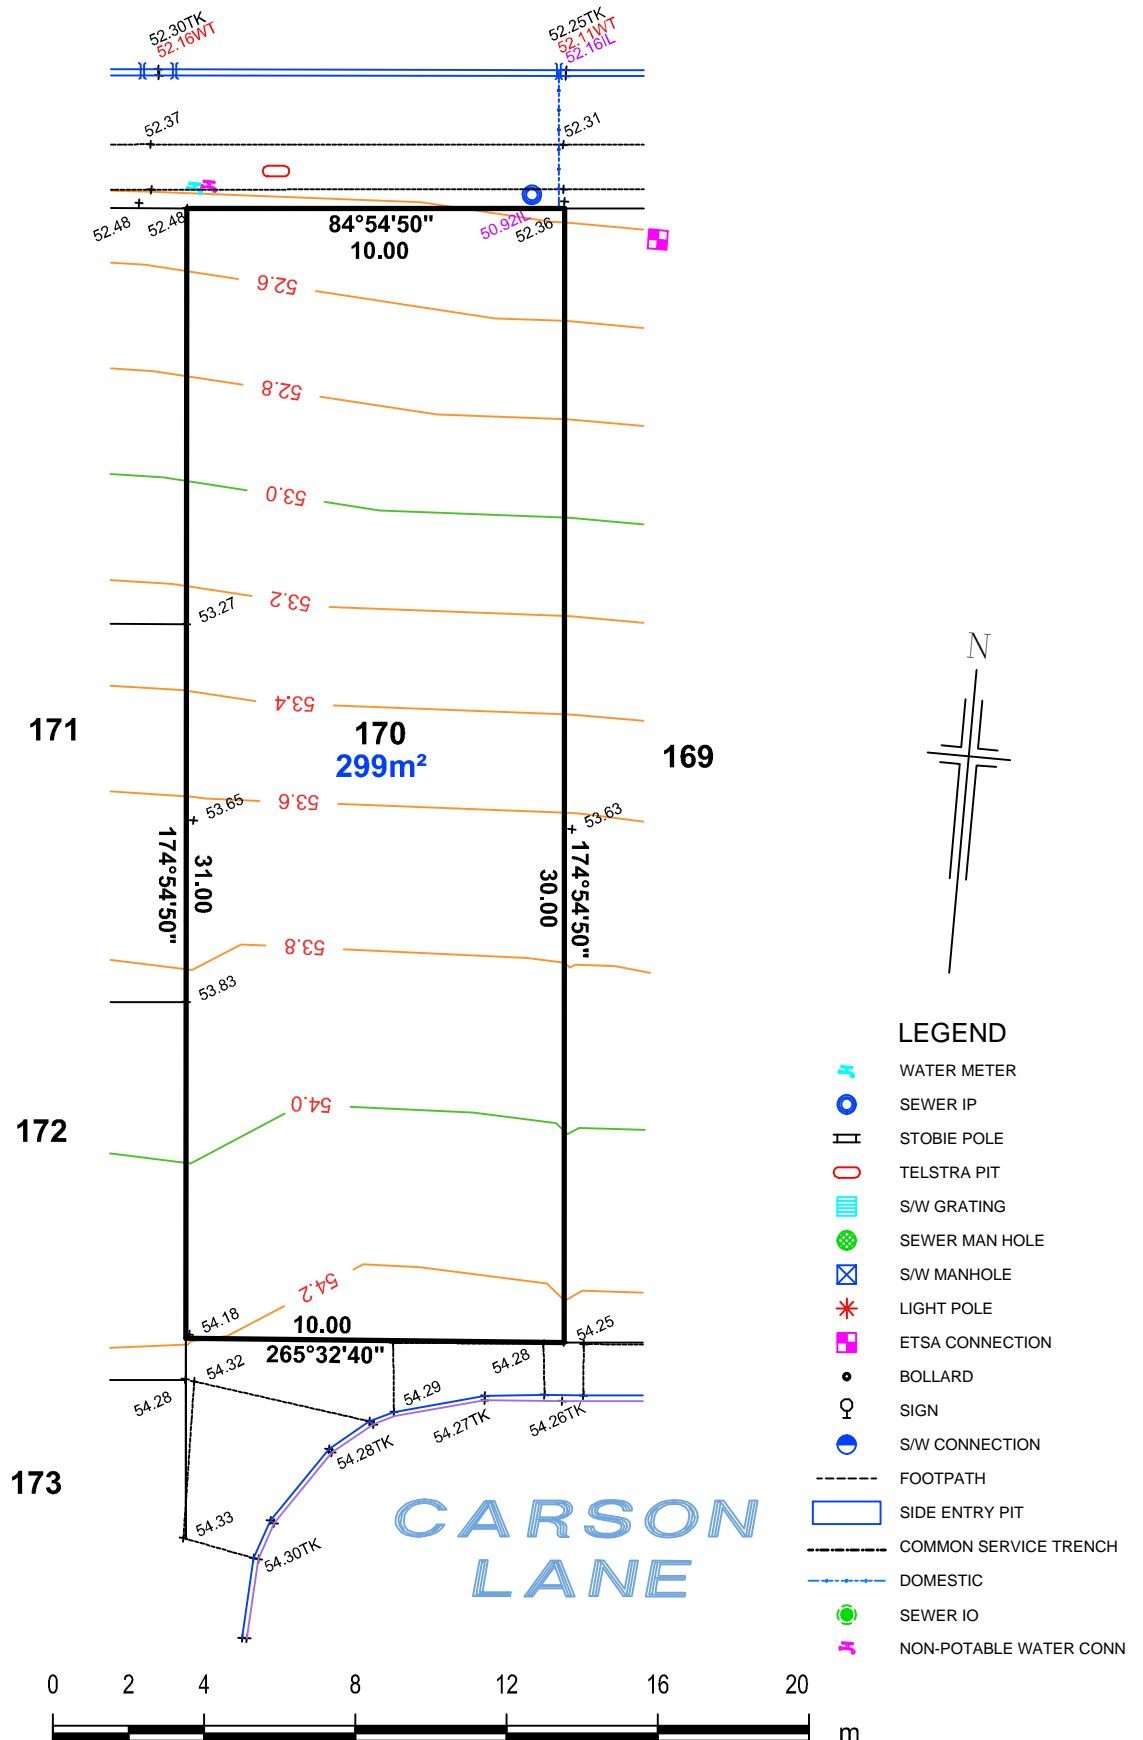 52.30TK
52.16WT
52.25TK
52.11WT
52.16IL
52.37
52.31
52.48
52.48
84°54'50"
10.00
50.92IL
52.36
52.6
52.8
53.0
53.2
53.27
53.4
171
170
299m²
169
53.6
53.65
53.63
174°54'50"
31.00
30.00
174°54'50"
53.8
53.83
54.0
172
54.2
54.18
10.00
265°32'40"
54.25
54.28
54.32
54.28
54.29
54.27TK
54.26TK
54.28TK
173
54.33
54.30TK
CARSON
LANE
N
LEGEND
WATER METER
SEWER IP
STOBIE POLE
TELSTRA PIT
S/W GRATING
SEWER MAN HOLE
S/W MANHOLE
LIGHT POLE
ETSA CONNECTION
BOLLARD
SIGN
S/W CONNECTION
FOOTPATH
SIDE ENTRY PIT
COMMON SERVICE TRENCH
DOMESTIC
SEWER IO
NON-POTABLE WATER CONN
0 2 4 8 12 16 20
m